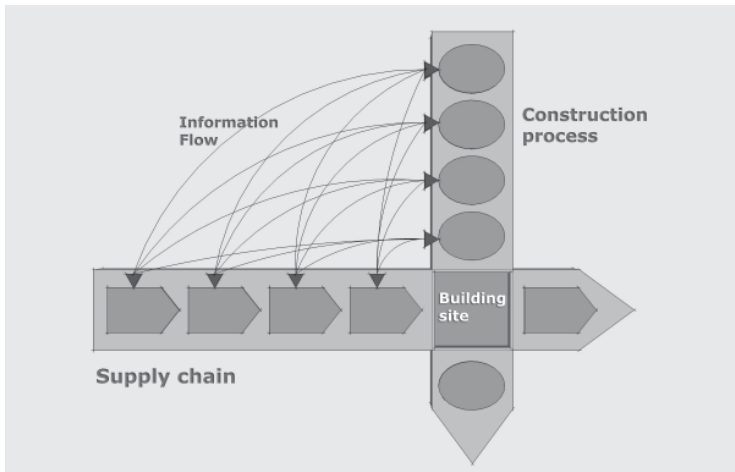 Information
Flow
Construction
process
Building
site
Supply chain